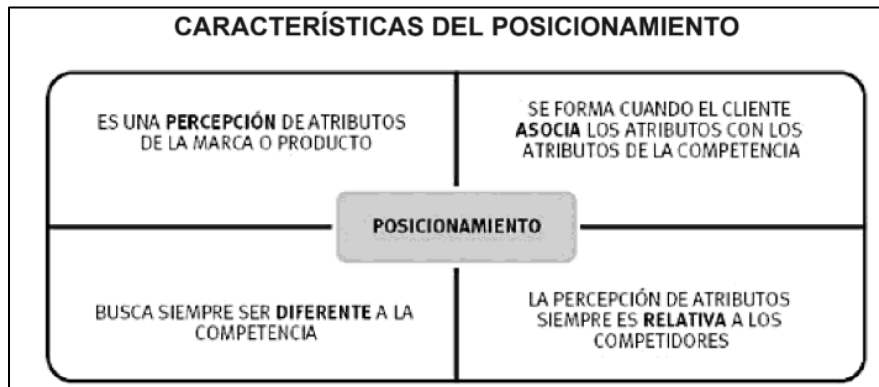 CARACTERÍSTICAS DEL POSICIONAMIENTO
ES UNA PERCEPCIÓN DE ATRIBUTOS
DE LA MARCA O PRODUCTO
SE FORMA CUANDO EL CLIENTE
ASOCIA LOS ATRIBUTOS CON LOS
ATRIBUTOS DE LA COMPETENCIA
POSICIONAMIENTO
BUSCA SIEMPRE SER DIFERENTE A LA
COMPETENCIA
LA PERCEPCIÓN DE ATRIBUTOS
SIEMPRE ES RELATIVA A LOS
COMPETIDORES